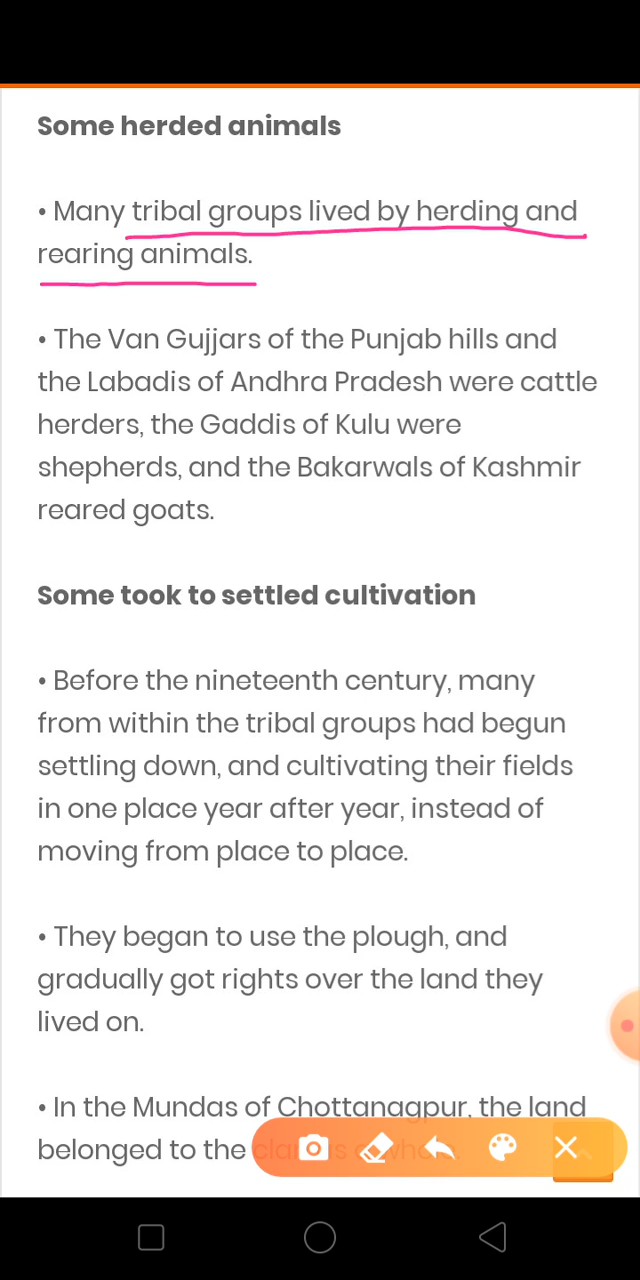 Some herded animals
• Many tribal groups lived by herding and
rearing animals.
• The Van Gujjars of the Punjab hills and
the Labadis of Andhra Pradesh were cattle
herders, the Gaddis of Kulu were
shepherds, and the Bakarwals of Kashmir
reared goats.
Some took to settled cultivation
• Before the nineteenth century, many
from within the tribal groups had begun
settling down, and cultivating their fields
in one place year after year, instead of
moving from place to place.
• They began to use the plough, and
gradually got rights over the land they
lived on.
• In the Mundas of Chottanagpur, the land
belonged to the